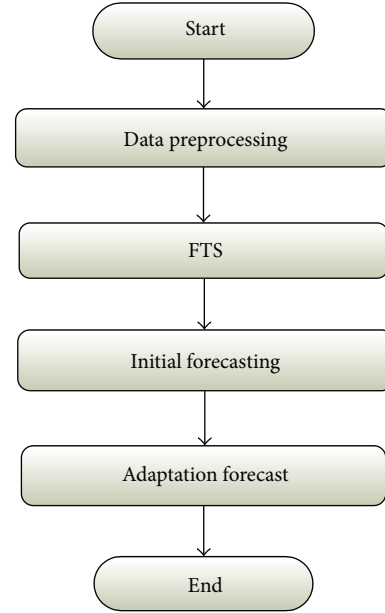 Start
Data preprocessing
FTS
Initial forecasting
Adaptation forecast
End